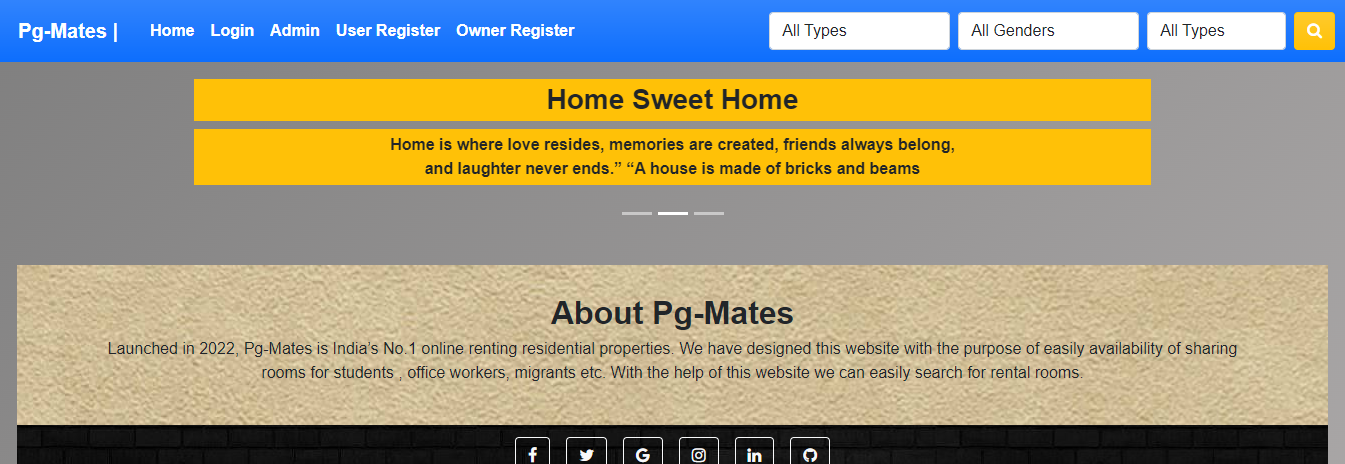 Pg-Mates | Home Login Admin User Register Owner Register All Types All Genders All Types
Home Sweet Home
Home is where love resides, memories are created, friends always belong,
and laughter never ends.” “A house is made of bricks and beams
About Pg-Mates
Launched in 2022, Pg-Mates is India’s No.1 online renting residential properties. We have designed this website with the purpose of easily availability of sharing
rooms for students , office workers, migrants etc. With the help of this website we can easily search for rental rooms.